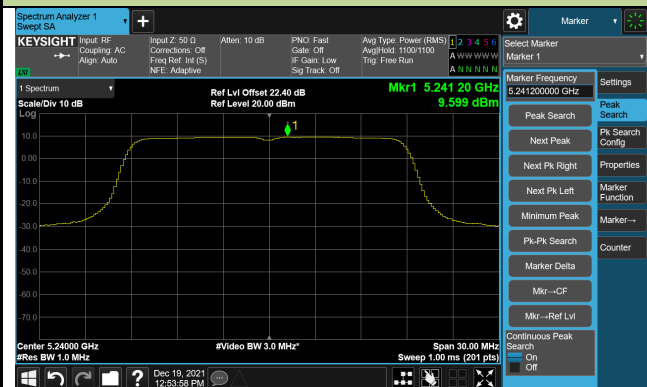 Spectrum Analyzer 1
Swept SA
Marker
KEYSIGHT
Input: RF
Coupling: AC
Align: Auto
Input Z: 50 Ω
Corrections: Off
Freq Ref: Int (S)
NFE: Adaptive
Atten: 10 dB
PNO: Fast
Gate: Off
IF Gain: Low
Sig Track: Off
Avg Type: Power (RMS)
Avg|Hold: 1100/1100
Trig: Free Run
1 2 3 4 5 6
A W W W W W
A N N N N N
LXI
Select Marker
Marker 1
1 Spectrum
Scale/Div 10 dB
Log
Ref Lvl Offset 22.40 dB
Ref Level 20.00 dBm
Mkr1 5.241 20 GHz
9.599 dBm
1
10.0
0.00
-10.0
-20.0
-30.0
-40.0
-50.0
-60.0
-70.0
Center 5.24000 GHz
#Res BW 1.0 MHz
#Video BW 3.0 MHz*
Span 30.00 MHz
Sweep 1.00 ms (201 pts)
Marker Frequency
5.241200000 GHz
Peak Search
Next Peak
Next Pk Right
Next Pk Left
Minimum Peak
Pk-Pk Search
Marker Delta
Mkr→CF
Mkr→Ref Lvl
Continuous Peak
Search
On
Off
Settings
Peak
Search
Pk Search
Config
Properties
Marker
Function
Marker→
Counter
?
Dec 19, 2021
12:53:58 PM